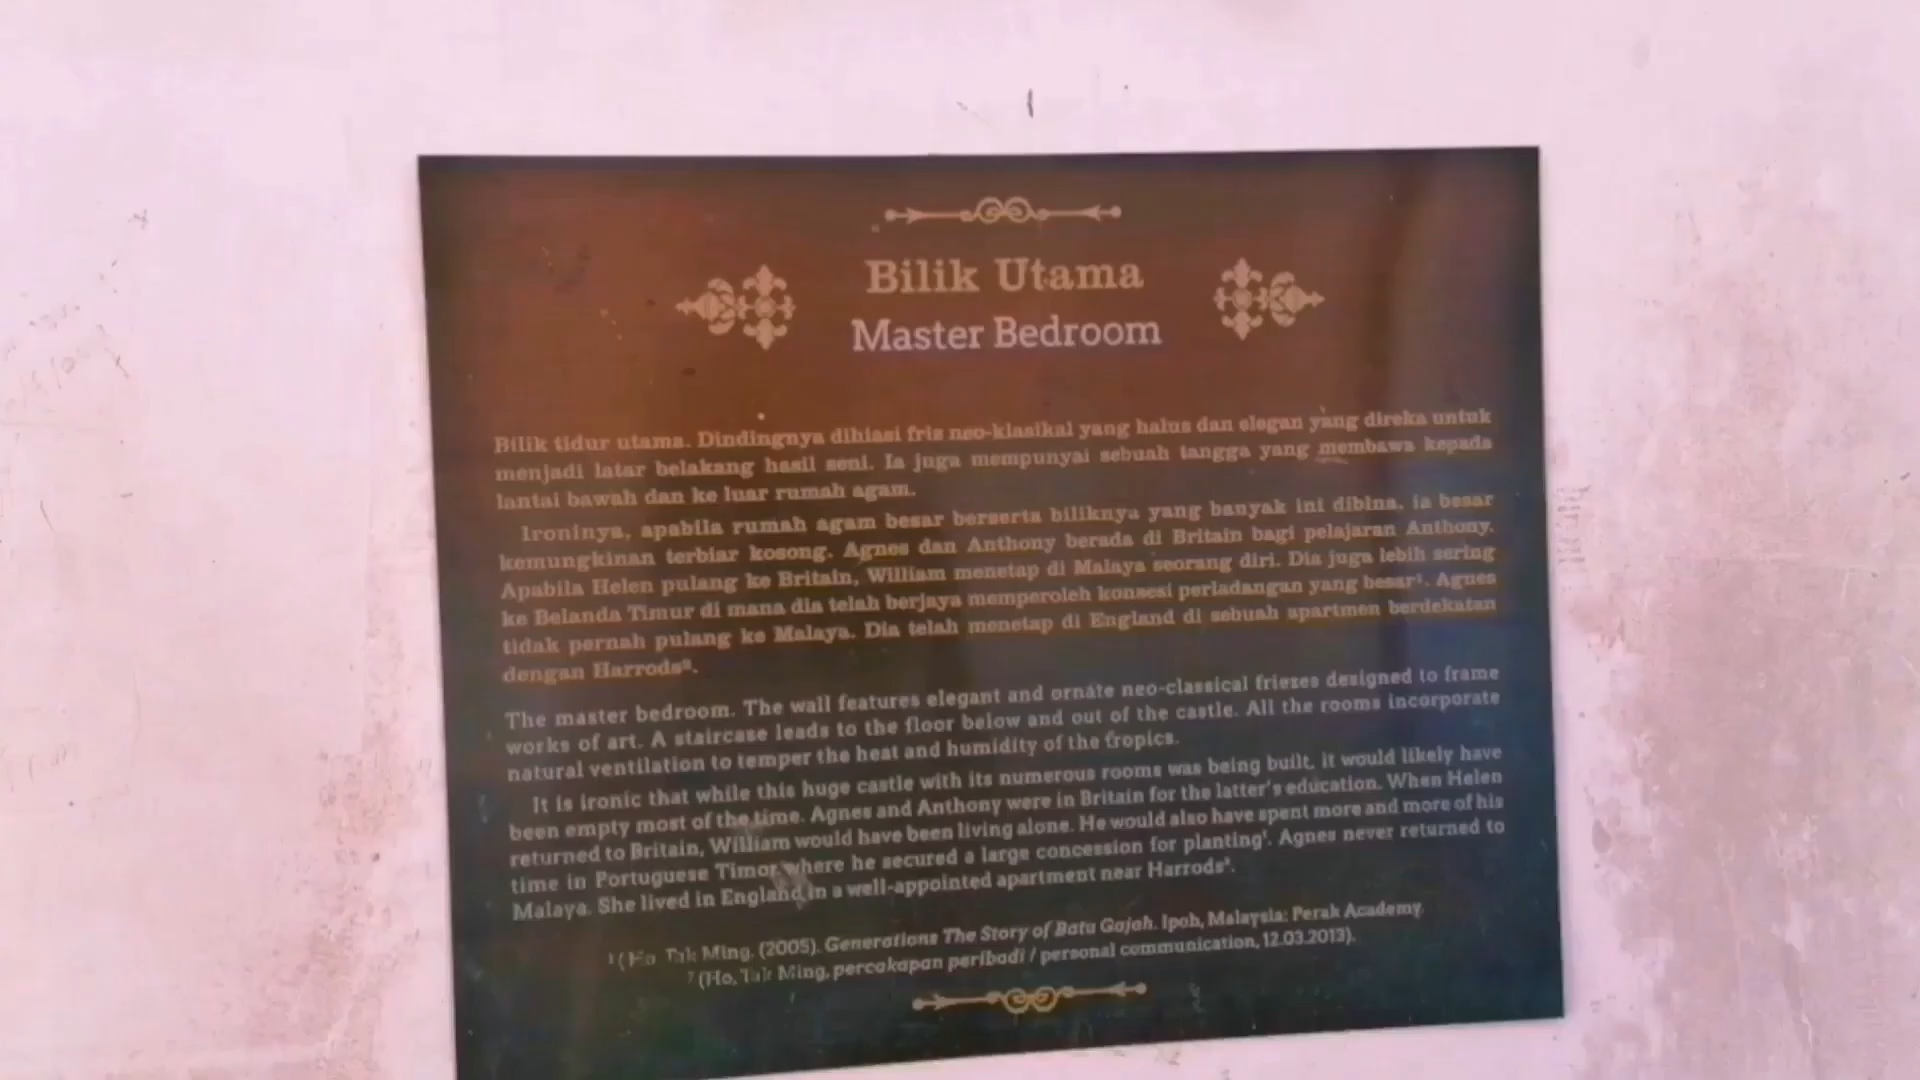 Bilik Utama
Master Bedroom
Bilik tidur utama. Dindingnya dihiasi fris neo-klasikal yang halus dan elegan yang direka untuk
menjadi latar belakang hasil seni. Ia juga mempunyai sebuah tangga yang membawa kepada
lantai bawah dan ke luar rumah agam.
Ironinya, apabila rumah agam besar berserta biliknya yang banyak ini dibina, ia besar
kemungkinan terbiar kosong. Agnes dan Anthony berada di Britain bagi pelajaran Anthony.
Apabila Helen pulang ke Britain, William menetap di Malaya seorang diri. Dia juga lebih sering
ke Belanda Timur di mana dia telah berjaya memperoleh konsesi perladangan yang besar¹. Agnes
tidak pernah pulang ke Malaya. Dia telah menetap di England di sebuah apartmen berdekatan
dengan Harrods².
The master bedroom. The wall features elegant and ornate neo-classical friezes designed to frame
works of art. A staircase leads to the floor below and out of the castle. All the rooms incorporate
natural ventilation to temper the heat and humidity of the tropics.
It is ironic that while this huge castle with its numerous rooms was being built, it would likely have
been empty most of the time. Agnes and Anthony were in Britain for the latter's education. When Helen
returned to Britain, William would have been living alone. He would also have spent more and more of his
time in Portuguese Timor where he secured a large concession for planting¹. Agnes never returned to
Malaya. She lived in England in a well-appointed apartment near Harrods².
¹ (Ho Tak Ming. (2005). Generations The Story of Batu Gajah. Ipoh, Malaysia: Perak Academy
² (Ho, Tak Ming, percakapan peribadi / personal communication, 12.03.2013).